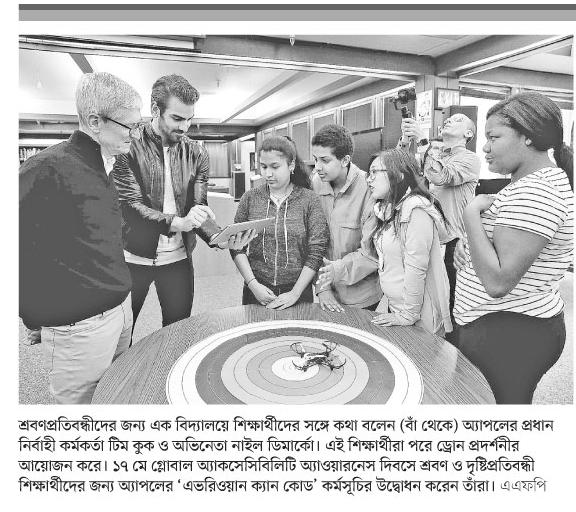 শ্রবণপ্রতিবন্ধীদের জন্য এক বিদ্যালয়ে শিক্ষার্থীদের সঙ্গে কথা বলেন (বাঁ থেকে) অ্যাপলের প্রধান
নির্বাহী কর্মকর্তা টিম কুক ও অভিনেতা নাইল ডিমার্কো। এই শিক্ষার্থীরা পরে ড্রোন প্রদর্শনীর
আয়োজন করে। ১৭ মে গ্লোবাল অ্যাকসেসিবিলিটি অ্যাওয়ারনেস দিবসে শ্রবণ ও দৃষ্টিপ্রতিবন্ধী
শিক্ষার্থীদের জন্য অ্যাপলের ‘এভরিওয়ান ক্যান কোড’ কর্মসূচির উদ্বোধন করেন তাঁরা। এএফপি